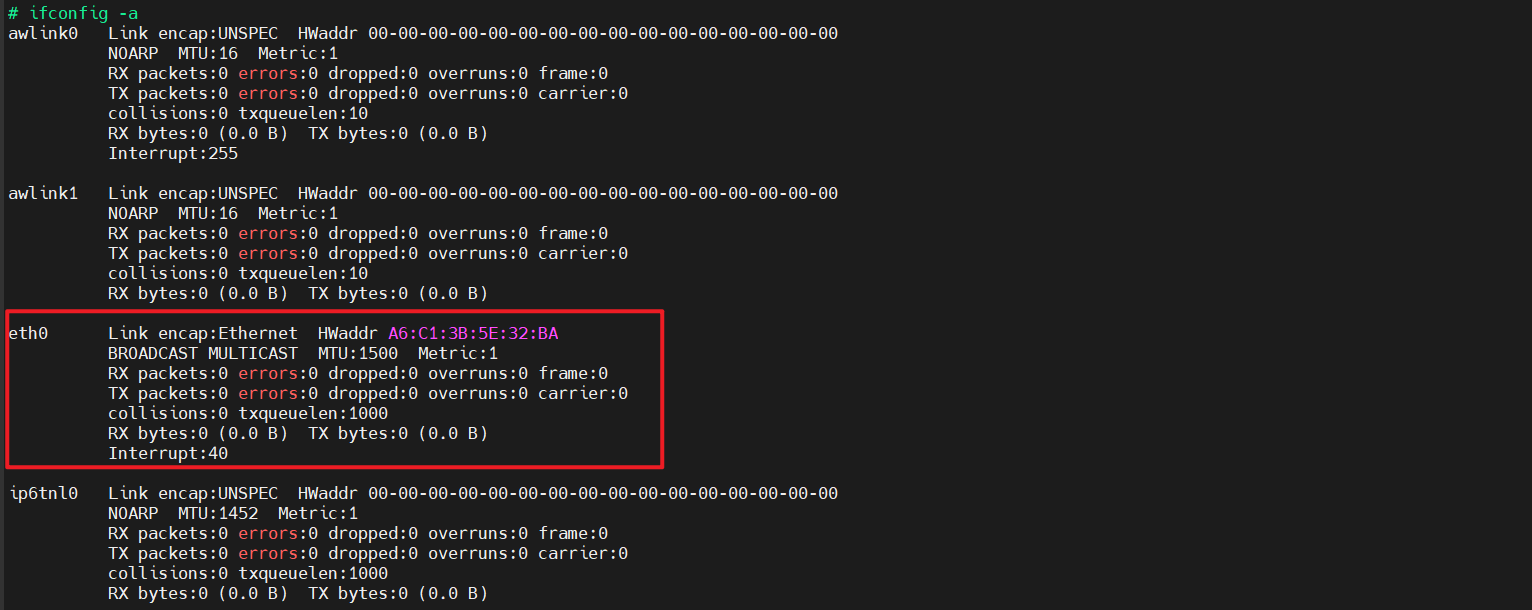 # ifconfig -a
awlink0   Link encap:UNSPEC  HWaddr 00-00-00-00-00-00-00-00-00-00-00-00-00-00-00-00
          NOARP  MTU:16  Metric:1
          RX packets:0 errors:0 dropped:0 overruns:0 frame:0
          TX packets:0 errors:0 dropped:0 overruns:0 carrier:0
          collisions:0 txqueuelen:10
          RX bytes:0 (0.0 B)  TX bytes:0 (0.0 B)
          Interrupt:255

awlink1   Link encap:UNSPEC  HWaddr 00-00-00-00-00-00-00-00-00-00-00-00-00-00-00-00
          NOARP  MTU:16  Metric:1
          RX packets:0 errors:0 dropped:0 overruns:0 frame:0
          TX packets:0 errors:0 dropped:0 overruns:0 carrier:0
          collisions:0 txqueuelen:10
          RX bytes:0 (0.0 B)  TX bytes:0 (0.0 B)

eth0      Link encap:Ethernet  HWaddr A6:C1:3B:5E:32:BA
          BROADCAST MULTICAST  MTU:1500  Metric:1
          RX packets:0 errors:0 dropped:0 overruns:0 frame:0
          TX packets:0 errors:0 dropped:0 overruns:0 carrier:0
          collisions:0 txqueuelen:1000
          RX bytes:0 (0.0 B)  TX bytes:0 (0.0 B)
          Interrupt:40

ip6tnl0   Link encap:UNSPEC  HWaddr 00-00-00-00-00-00-00-00-00-00-00-00-00-00-00-00
          NOARP  MTU:1452  Metric:1
          RX packets:0 errors:0 dropped:0 overruns:0 frame:0
          TX packets:0 errors:0 dropped:0 overruns:0 carrier:0
          collisions:0 txqueuelen:1000
          RX bytes:0 (0.0 B)  TX bytes:0 (0.0 B)